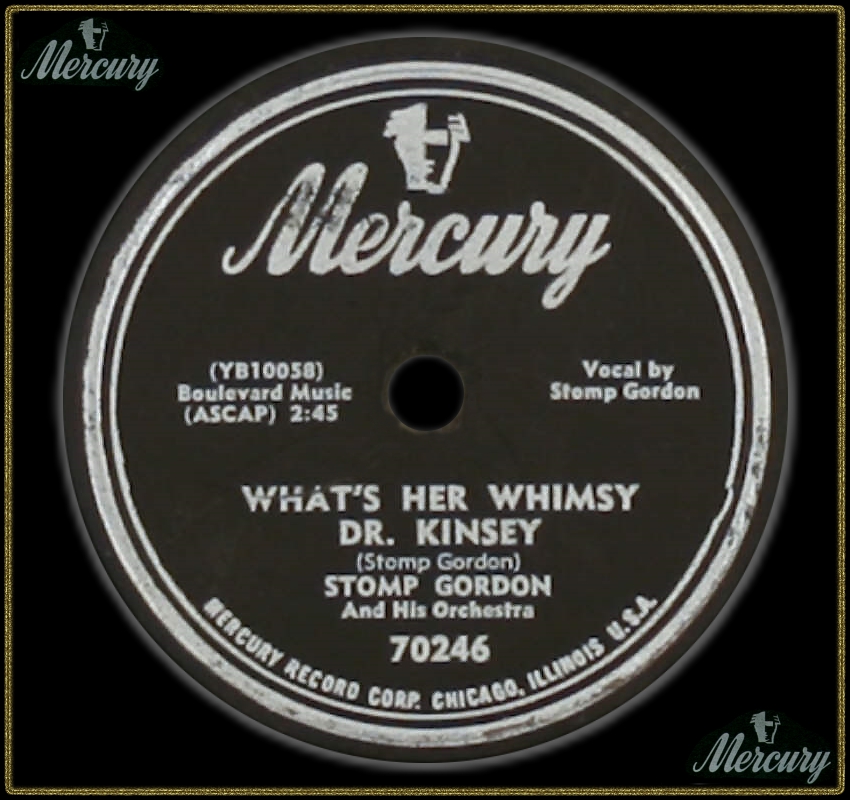 Mercury
Mercury
(YB10058)
Boulevard Music
(ASCAP) 2:45
Vocal by
Stomp Gordon
WHAT'S HER WHIMSY
DR. KINSEY
(Stomp Gordon)
STOMP GORDON
And His Orchestra
70246
MERCURY RECORD CORP. CHICAGO, ILLINOIS U.S.A.
Mercury